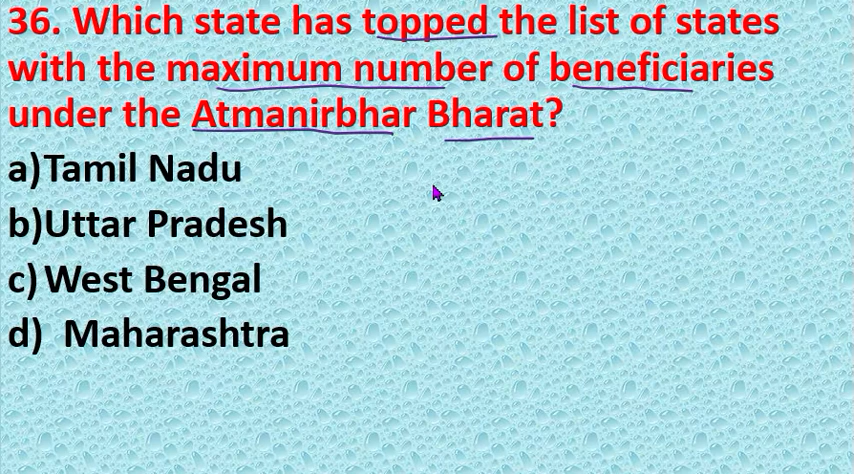 36. Which state has topped the list of states
with the maximum number of beneficiaries
under the Atmanirbhar Bharat?
a)Tamil Nadu
b)Uttar Pradesh
c) West Bengal
d) Maharashtra